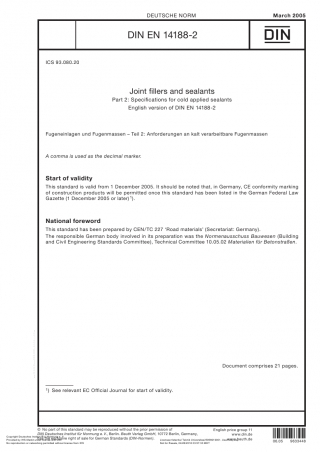 DEUTSCHE NORM
March 2005
DIN EN 14188-2
DIN
ICS 93.080.20
Joint fillers and sealants
Part 2: Specifications for cold applied sealants
English version of DIN EN 14188-2
Fugeneinlagen und Fugenmassen – Teil 2: Anforderungen an kalt verarbeitbare Fugenmassen
A comma is used as the decimal marker.
Start of validity
This standard is valid from 1 December 2005. It should be noted that, in Germany, CE conformity marking
of construction products will be permitted once this standard has been listed in the German Federal Law
Gazette (1 December 2005 or later)¹).
National foreword
This standard has been prepared by CEN/TC 227 'Road materials' (Secretariat: Germany).
The responsible German body involved in its preparation was the Normenausschuss Bauwesen (Building
and Civil Engineering Standards Committee), Technical Committee 10.05.02 Materialien für Betonstraßen.
Document comprises 21 pages.
¹) See relevant EC Official Journal for start of validity.
© No part of this standard may be reproduced without the prior permission of
DIN Deutsches Institut für Normung e. V., Berlin. Beuth Verlag GmbH, 10772 Berlin, Germany,
right of sale for German Standards (DIN-Normen).
English price group 11
www.din.de
www.beuth.de